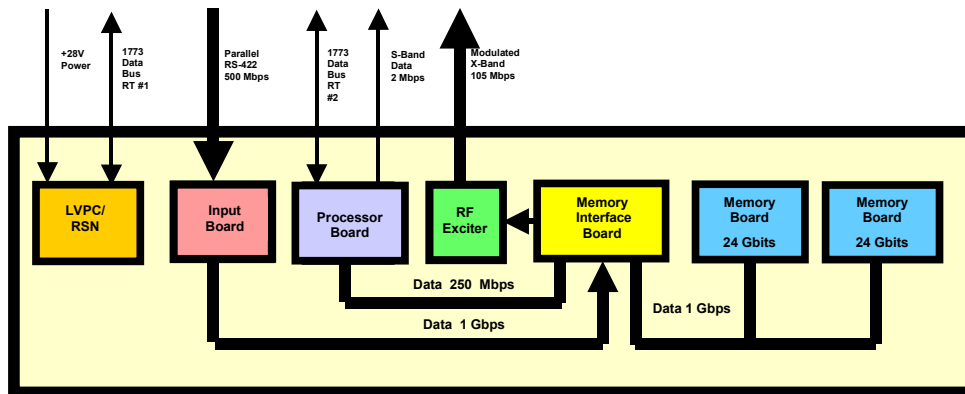 +28V
Power
1773
Data
Bus
RT #1
Parallel
RS-422
500 Mbps
1773
Data
Bus
RT
#2
S-Band
Data
2 Mbps
Modulated
X-Band
105 Mbps
LVPC/
RSN
Input
Board
Processor
Board
RF
Exciter
Memory
Interface
Board
Memory
Board
24 Gbits
Memory
Board
24 Gbits
Data 250 Mbps
Data 1 Gbps
Data 1 Gbps